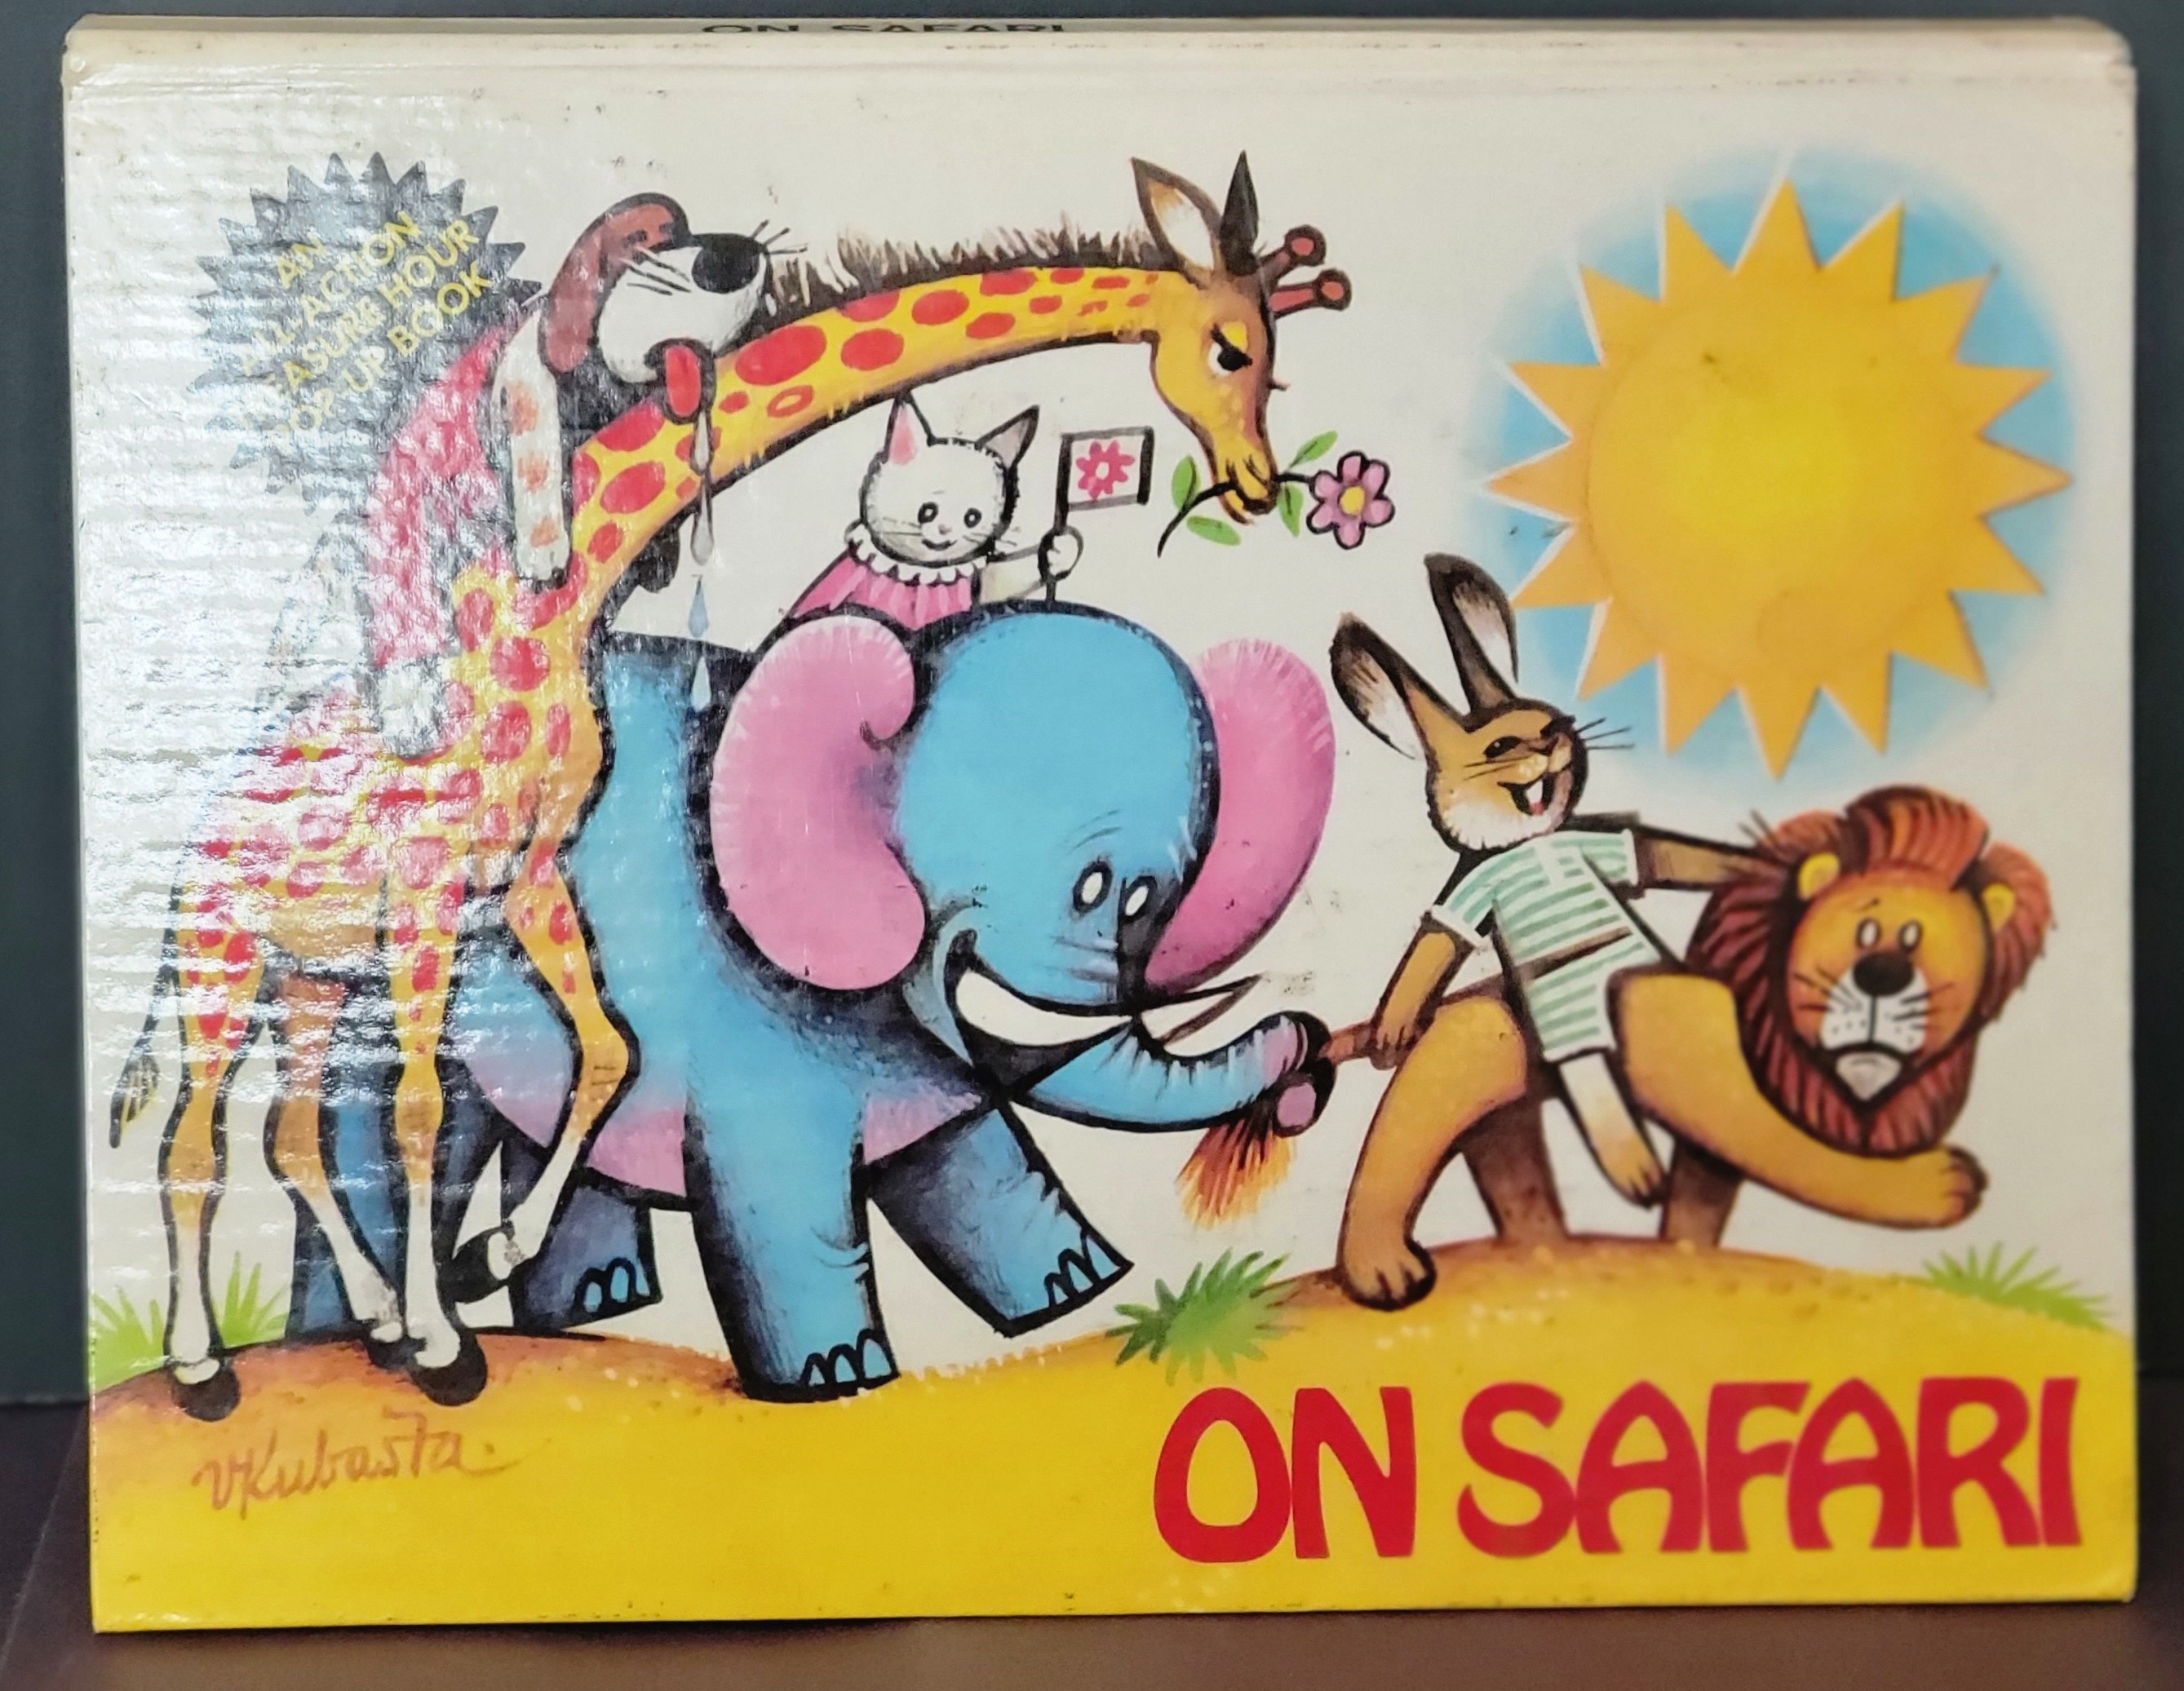 ON SAFARI
AN
ALL-ACTION
TREASURE HOUR
POP-UP BOOK
V. Kubašta.
ON SAFARI